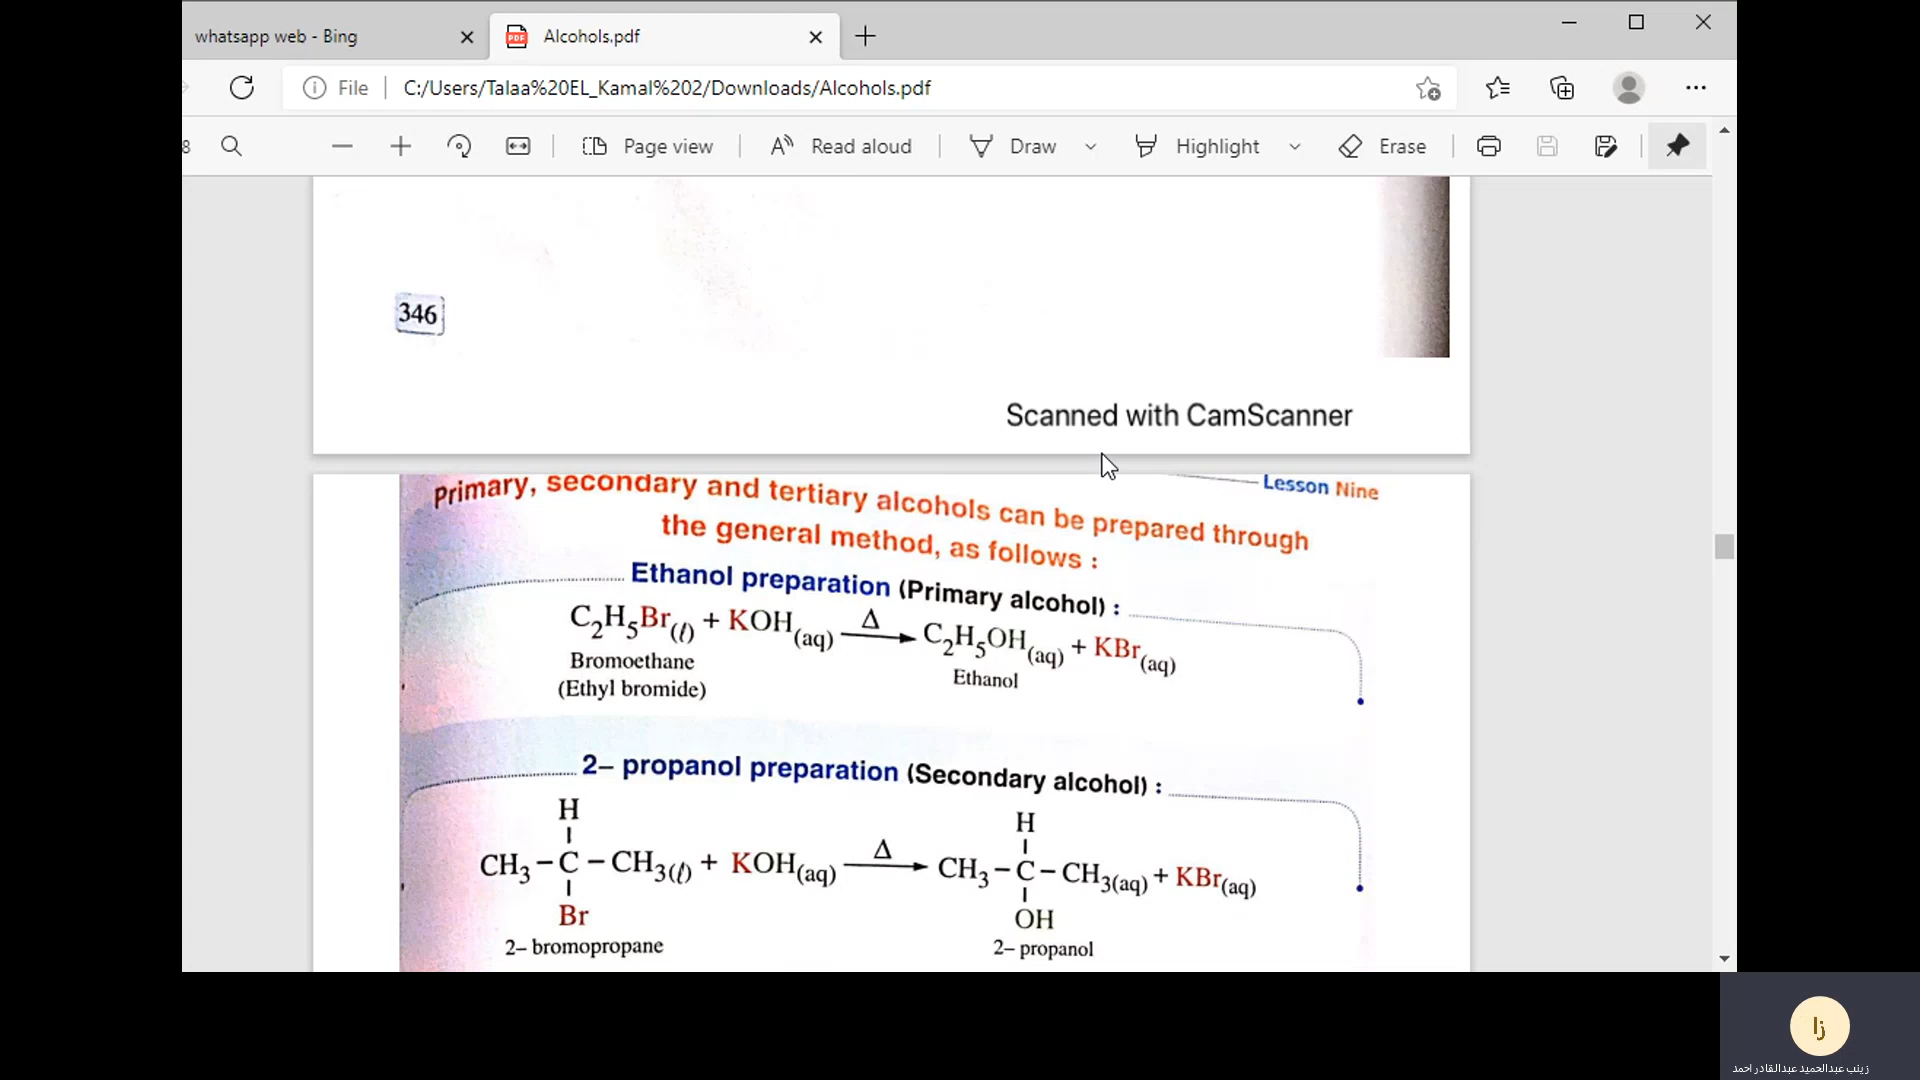 whatsapp web - Bing
Alcohols.pdf
File
C:/Users/Talaa%20EL_Kamal%202/Downloads/Alcohols.pdf
8
Page view
Read aloud
Draw
Highlight
Erase
346
Scanned with CamScanner
Lesson Nine
Primary, secondary and tertiary alcohols can be prepared through
the general method, as follows :
Ethanol preparation (Primary alcohol) :
C₂H₅Br(ℓ) + KOH(aq) Δ→ C₂H₅OH(aq) + KBr(aq)
Bromoethane
(Ethyl bromide)
Ethanol
2– propanol preparation (Secondary alcohol) :
H H
CH₃ – C – CH₃(ℓ) + KOH(aq) Δ→ CH₃ – C – CH₃(aq) + KBr(aq)
Br OH
2– bromopropane 2– propanol
زا
زينب عبدالحميد عبدالقادر احمد